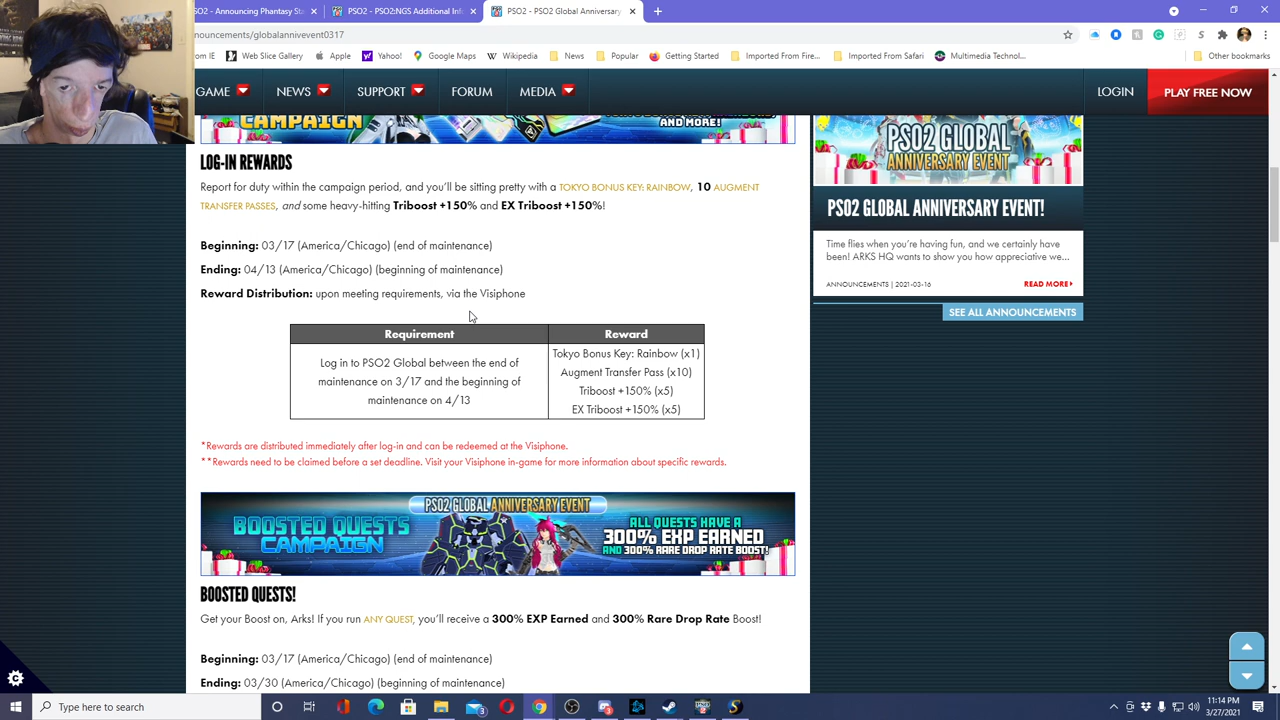 PSO2 - Announcements - Phantasy St
PSO2 - PSO2:NGS Additional Inf
PSO2 - PSO2 Global Anniversary
nouncements/globalannivevent0317
om IE Web Slice Gallery Apple Yahoo! Google Maps Wikipedia News Popular Getting Started Imported From Fire... Imported From Safari Multimedia Technol... Other bookmarks
GAME NEWS SUPPORT FORUM MEDIA LOGIN PLAY FREE NOW
CAMPAIGN
AND MORE!
LOG-IN REWARDS
Report for duty within the campaign period, and you'll be sitting pretty with a TOKYO BONUS KEY: RAINBOW, 10 AUGMENT
TRANSFER PASSES, and some heavy-hitting Triboost +150% and EX Triboost +150%!
Beginning: 03/17 (America/Chicago) (end of maintenance)
Ending: 04/13 (America/Chicago) (beginning of maintenance)
Reward Distribution: upon meeting requirements, via the Visiphone
Requirement Reward
Log in to PSO2 Global between the end of
maintenance on 3/17 and the beginning of
maintenance on 4/13
Tokyo Bonus Key: Rainbow (x1)
Augment Transfer Pass (x10)
Triboost +150% (x5)
EX Triboost +150% (x5)
*Rewards are distributed immediately after log-in and can be redeemed at the Visiphone.
**Rewards need to be claimed before a set deadline. Visit your Visiphone in-game for more information about specific rewards.
PSO2 GLOBAL ANNIVERSARY EVENT
BOOSTED QUESTS
CAMPAIGN
ALL QUESTS HAVE A
300% EXP EARNED
AND 300% RARE DROP RATE BOOST!
BOOSTED QUESTS!
Get your Boost on, Arks! If you run ANY QUEST, you'll receive a 300% EXP Earned and 300% Rare Drop Rate Boost!
Beginning: 03/17 (America/Chicago) (end of maintenance)
Ending: 03/30 (America/Chicago) (beginning of maintenance)
PSO2 GLOBAL
ANNIVERSARY EVENT
PSO2 GLOBAL ANNIVERSARY EVENT!
Time flies when you're having fun, and we certainly have
been! ARKS HQ wants to show you how appreciative we...
ANNOUNCEMENTS | 2021-03-16 READ MORE
SEE ALL ANNOUNCEMENTS
Type here to search
11:14 PM
3/27/2021